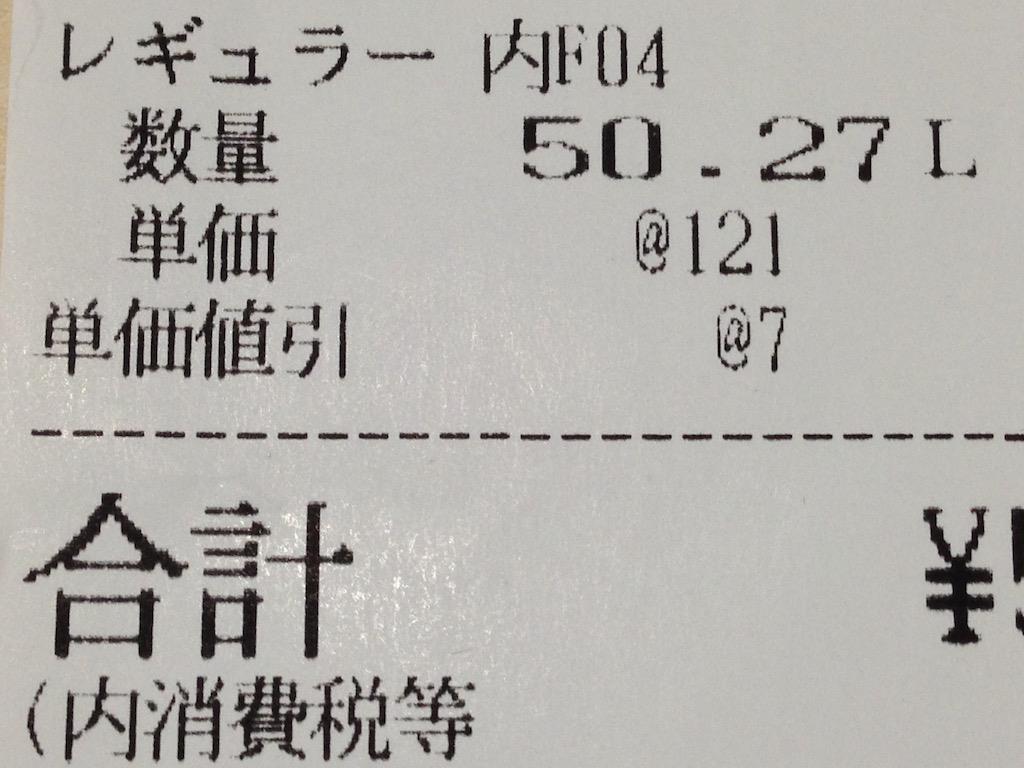 レギュラー 内F04
数量 50.27L
単価 @121
単価値引 @7
合計 ¥5
(内消費税等